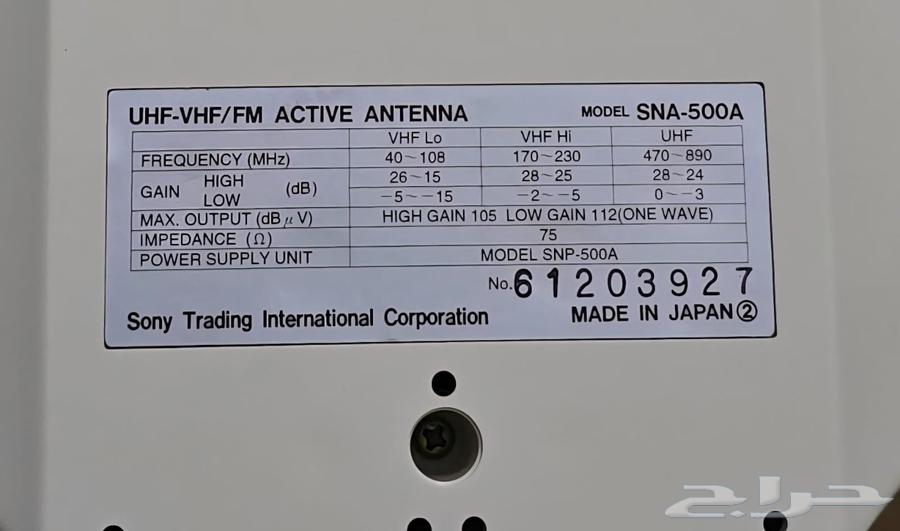 UHF-VHF/FM ACTIVE ANTENNA MODEL SNA-500A
VHF Lo VHF Hi UHF
FREQUENCY (MHz) 40~108 170~230 470~890
GAIN HIGH (dB) 26~15 28~25 28~24
LOW -5~-15 -2~-5 0~-3
MAX. OUTPUT (dBμV) HIGH GAIN 105 LOW GAIN 112(ONE WAVE)
IMPEDANCE (Ω) 75
POWER SUPPLY UNIT MODEL SNP-500A
No. 61203927
Sony Trading International Corporation MADE IN JAPAN②
حراج